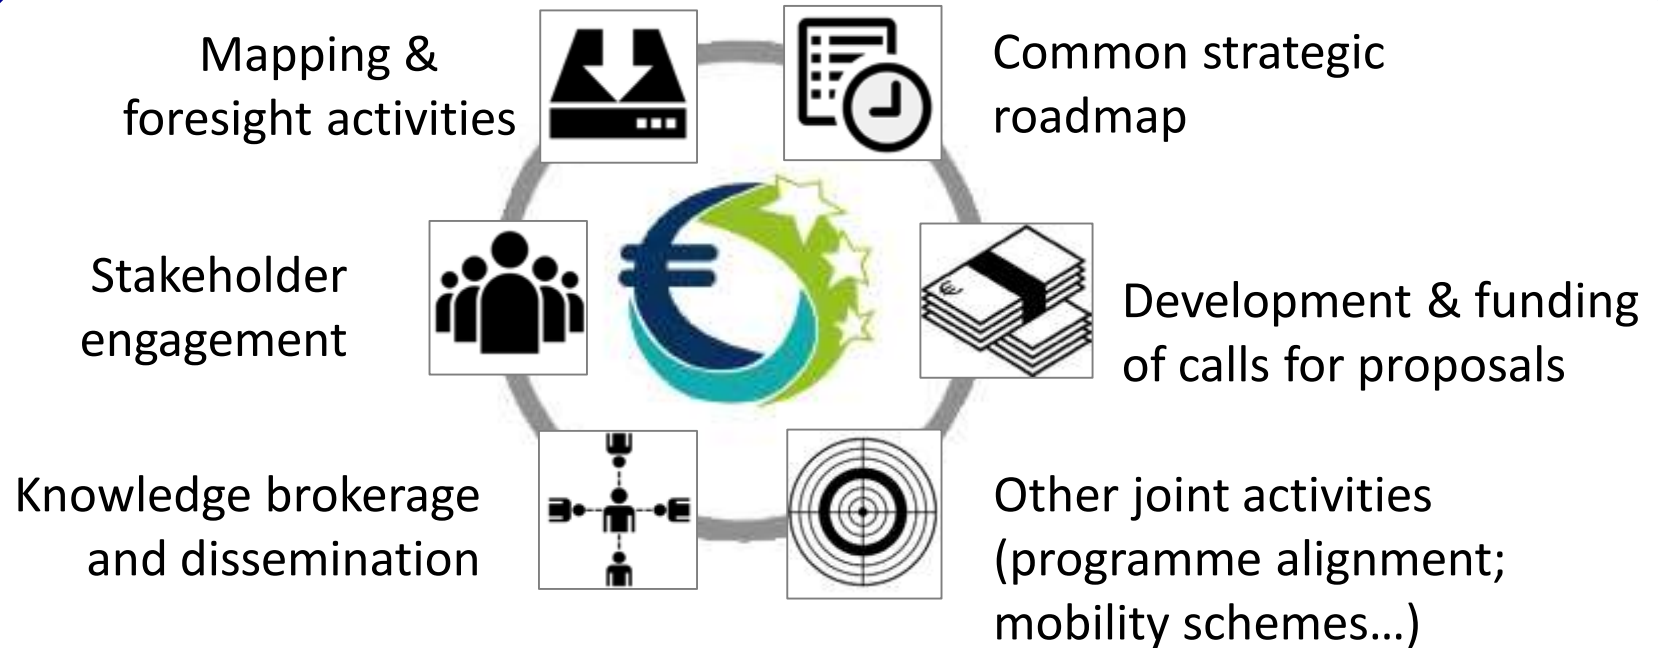 Mapping &
foresight activities
Common strategic
roadmap
Stakeholder
engagement
Development & funding
of calls for proposals
Knowledge brokerage
and dissemination
Other joint activities
(programme alignment;
mobility schemes…)